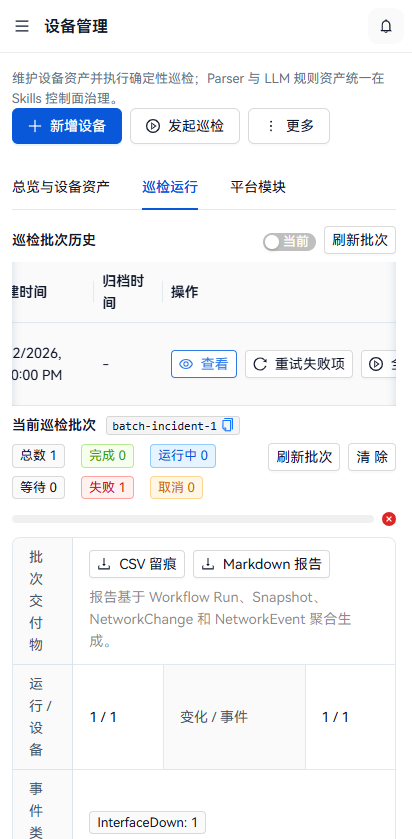 设备管理
维护设备资产并执行确定性巡检；Parser 与 LLM 规则资产统一在
Skills 控制面治理。
新增设备 发起巡检 更多
总览与设备资产 巡检运行 平台模块
巡检批次历史 当前 刷新批次
建时间 归档时间 操作
2/2026, 0:00 PM - 查看 重试失败项 全
当前巡检批次 batch-incident-1
总数 1 完成 0 运行中 0 刷新批次 清 除
等待 0 失败 1 取消 0
批次交付物 CSV 留痕 Markdown 报告
报告基于 Workflow Run、Snapshot、
NetworkChange 和 NetworkEvent 聚合生
成。
运行 / 设备 1 / 1 变化 / 事件 1 / 1
事件类 InterfaceDown: 1